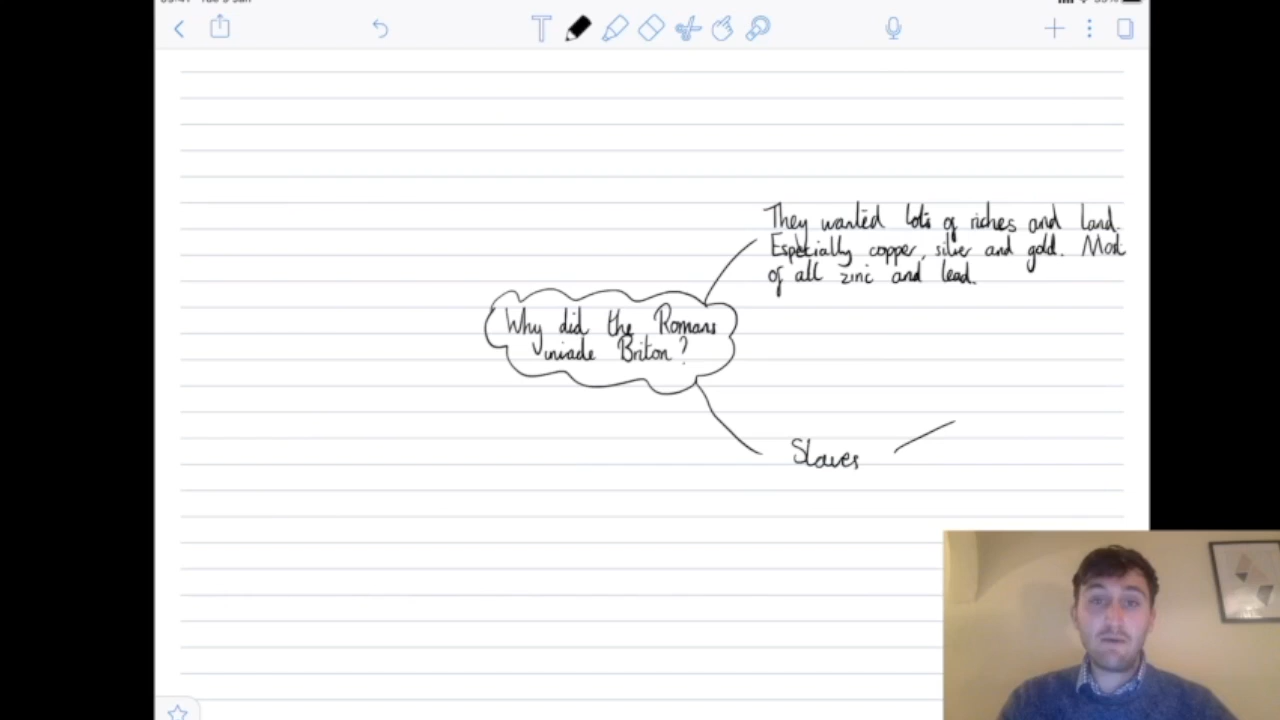 They wanted lots of riches and land.
Especially copper, silver and gold. Most
of all zinc and lead.
Why did the Romans
invade Briton?
Slaves